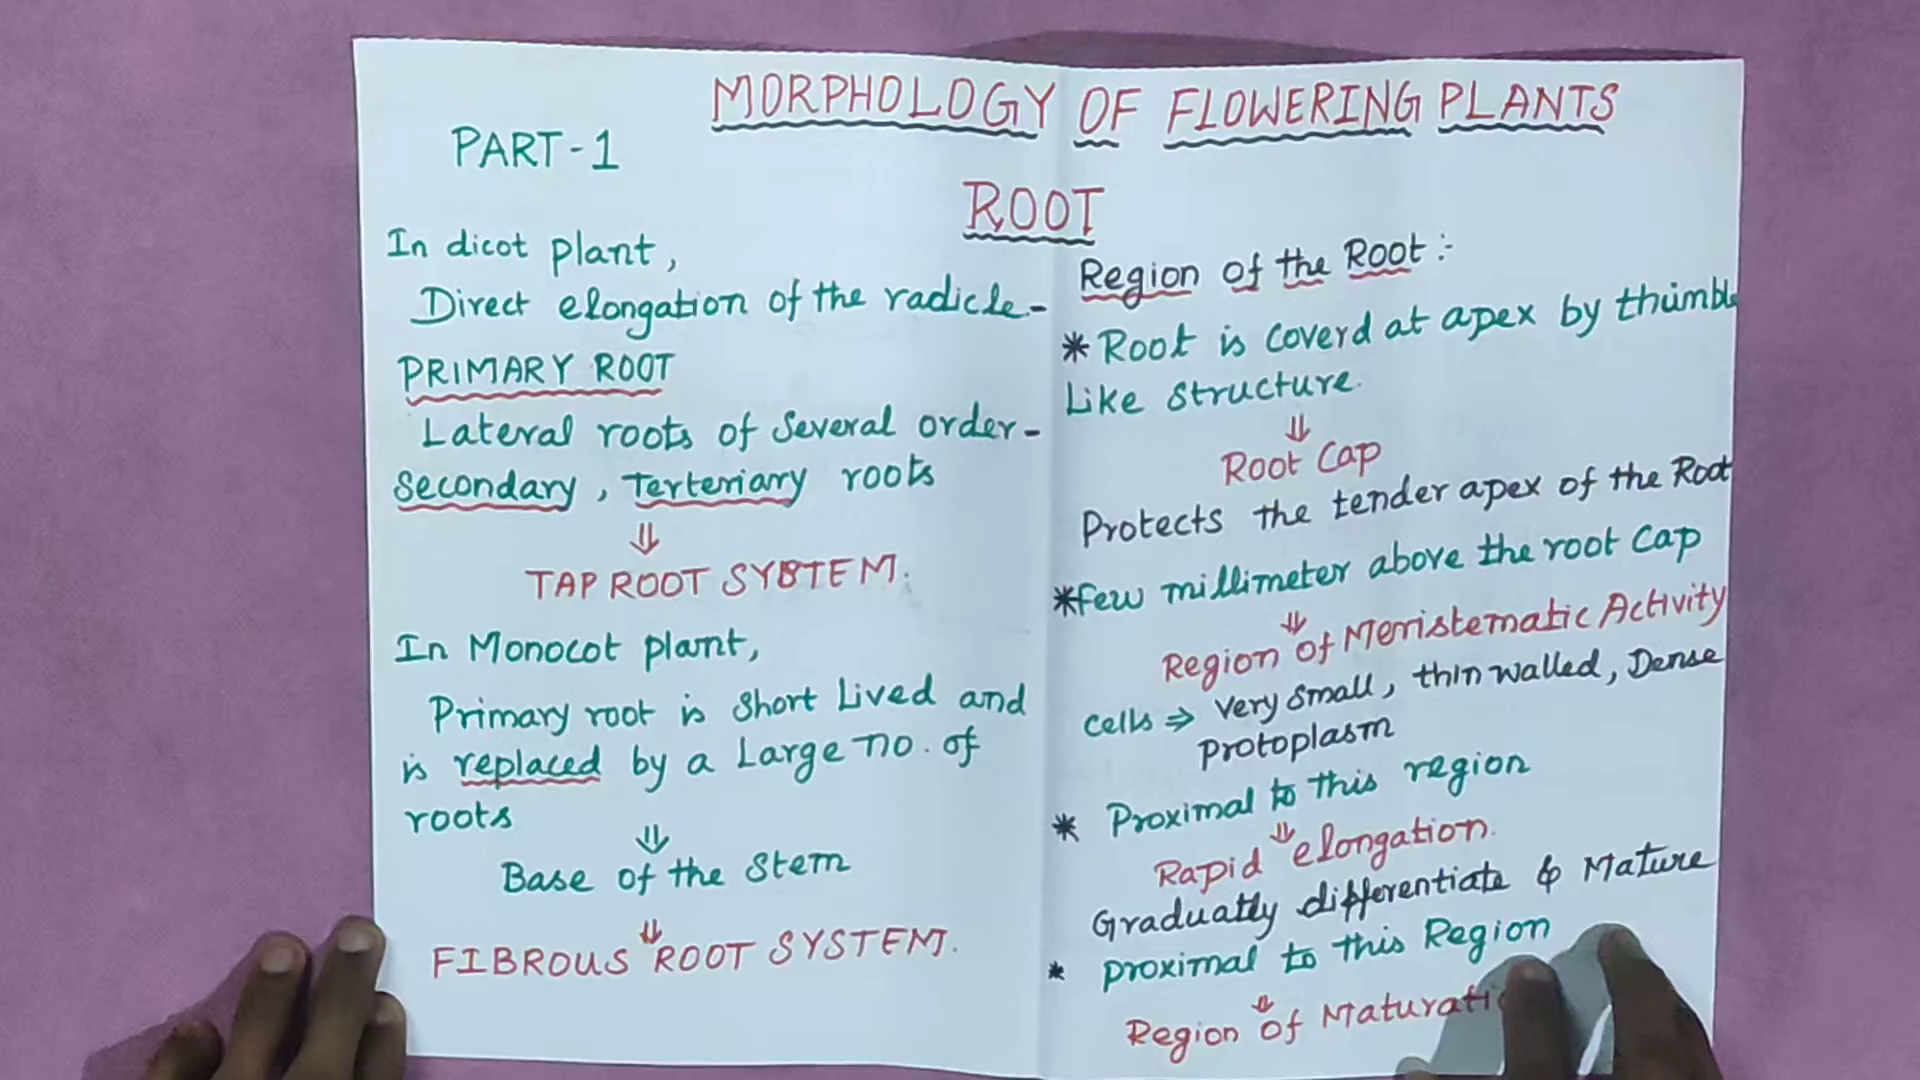 MORPHOLOGY OF FLOWERING PLANTS
PART-1
ROOT
In dicot plant,
Direct elongation of the radicle-
PRIMARY ROOT
Lateral roots of Several order-
Secondary, Terteriary roots
⇓
TAP ROOT SYSTEM.
In Monocot plant,
Primary root is Short Lived and
is replaced by a Large no. of
roots
⇓
Base of the Stem
⇓
FIBROUS ROOT SYSTEM.
Region of the Root :-
* Root is Coverd at apex by thumble
Like Structure.
⇓
Root Cap
Protects the tender apex of the Root
* few millimeter above the root Cap
⇓
Region of Meristematic Activity
Cells ⇒ Very Small, thin walled, Dense
Protoplasm
* Proximal to this region
⇓
Rapid elongation.
Gradually differentiate & Mature
* Proximal to this Region
⇓
Region of